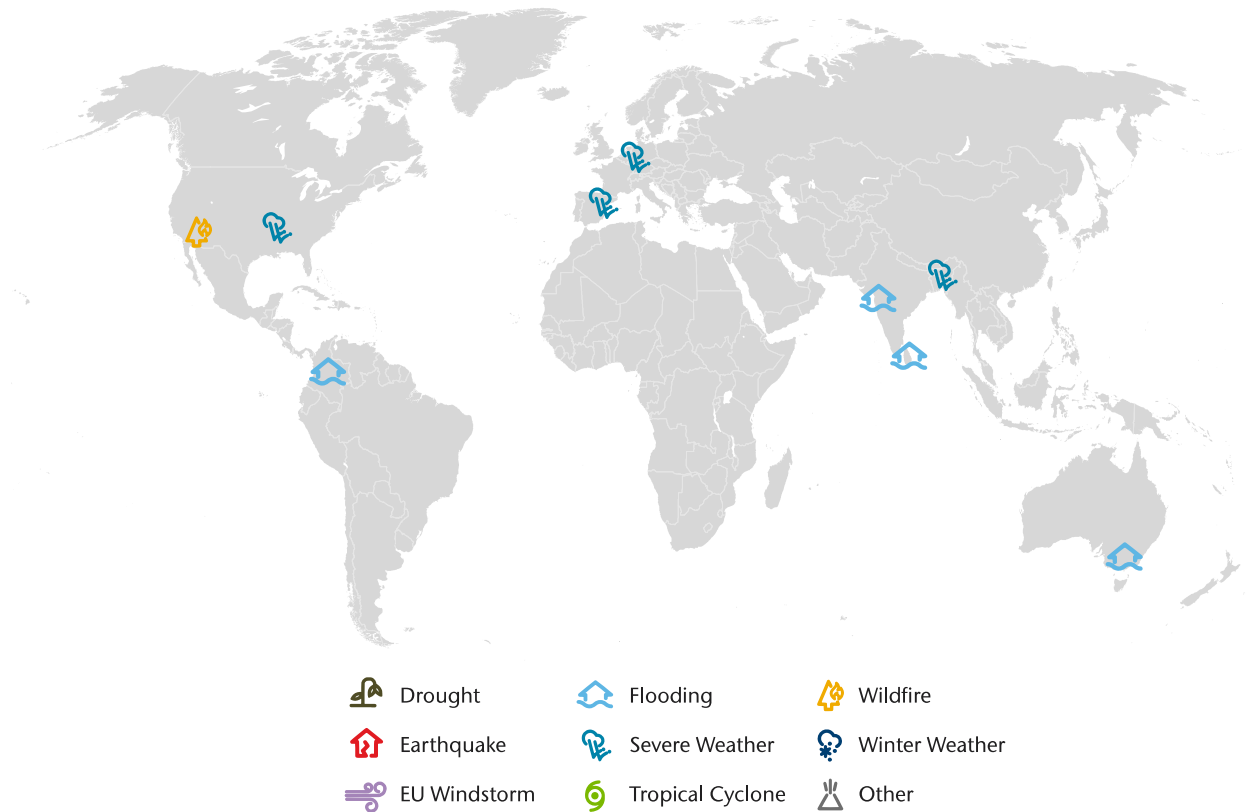 Drought
Flooding
Wildfire
Earthquake
Severe Weather
Winter Weather
EU Windstorm
Tropical Cyclone
Other